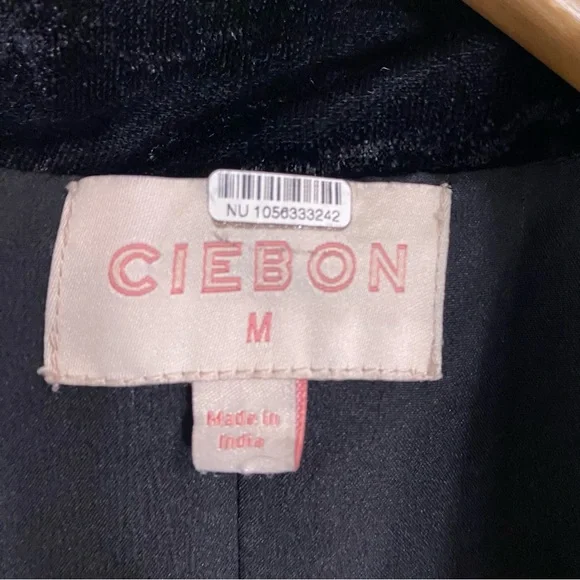 NU 1056333242
CIEBON
M
Made in
India